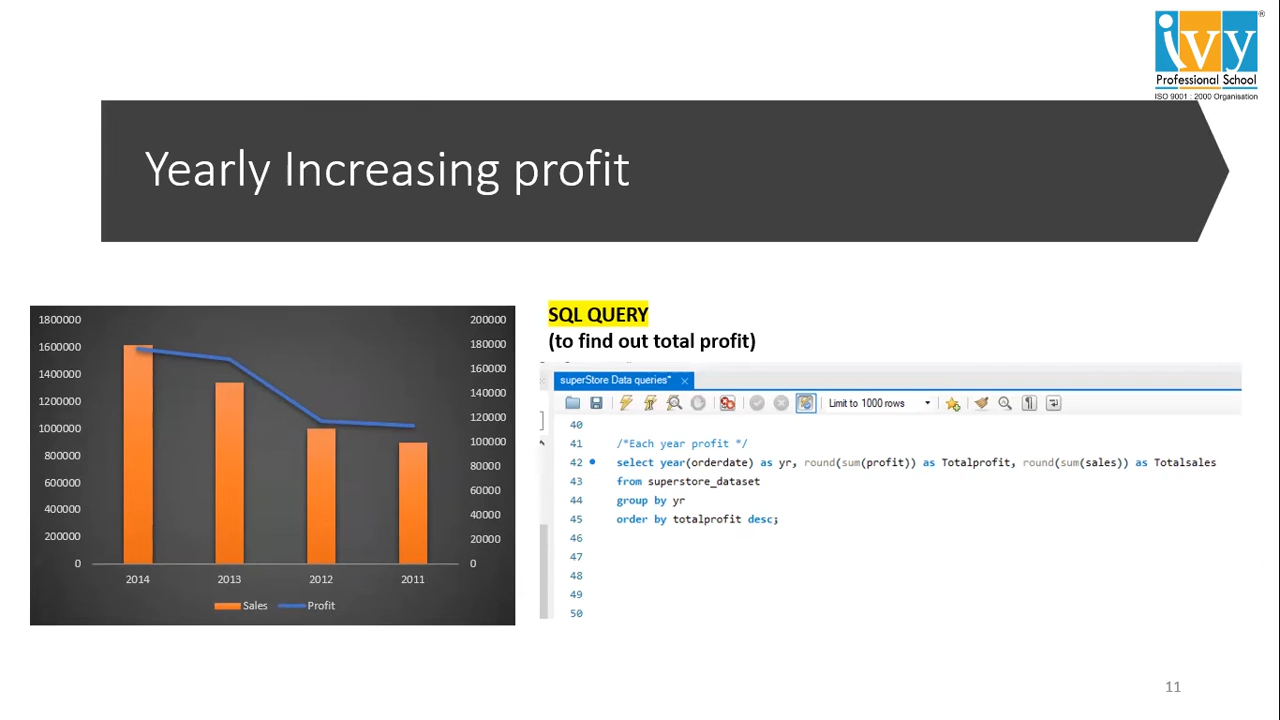 ivy
®
Professional School
ISO 9001 : 2000 Organisation
Yearly Increasing profit
1800000
1600000
1400000
1200000
1000000
800000
600000
400000
200000
0
200000
180000
160000
140000
120000
100000
80000
60000
40000
20000
0
2014 2013 2012 2011
Sales Profit
SQL QUERY
(to find out total profit)
superStore Data queries* ×
Limit to 1000 rows
40
41 /*Each year profit */
42 select year(orderdate) as yr, round(sum(profit)) as Totalprofit, round(sum(sales)) as Totalsales
43 from superstore_dataset
44 group by yr
45 order by totalprofit desc;
46
47
48
49
50
11